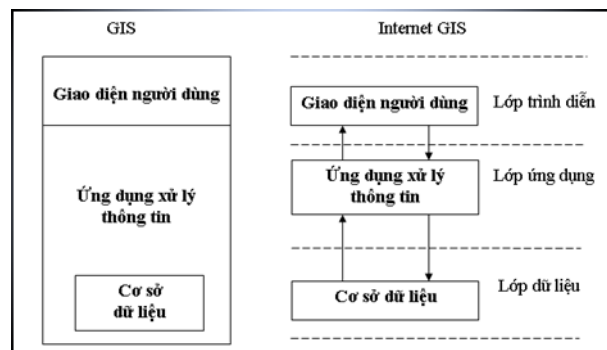 GIS
Giao diện người dùng
Ứng dụng xử lý
thông tin
Cơ sở
dữ liệu
Internet GIS
Giao diện người dùng
Lớp trình diễn
Ứng dụng xử lý
thông tin
Lớp ứng dụng
Cơ sở dữ liệu
Lớp dữ liệu